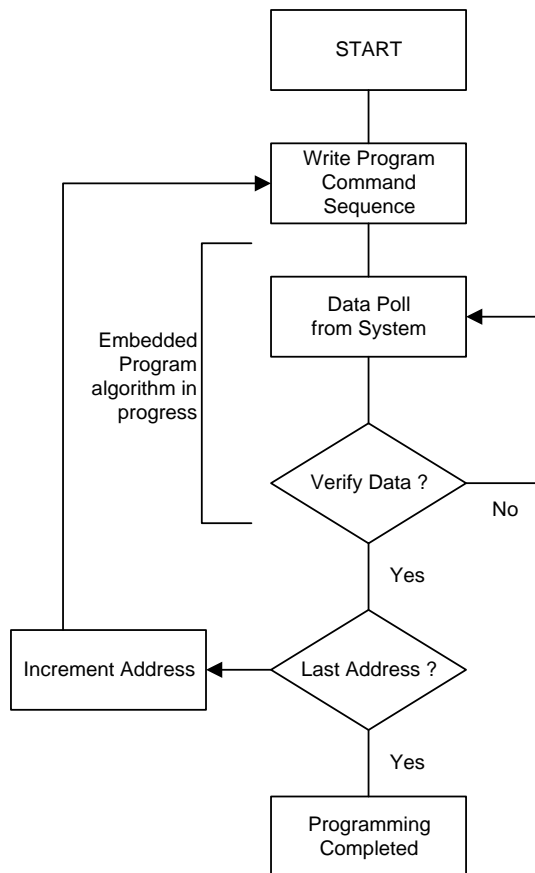 START
Write Program
Command
Sequence
Data Poll
from System
Embedded
Program
algorithm in
progress
Verify Data ?
No
Yes
Increment Address
Last Address ?
Yes
Programming
Completed